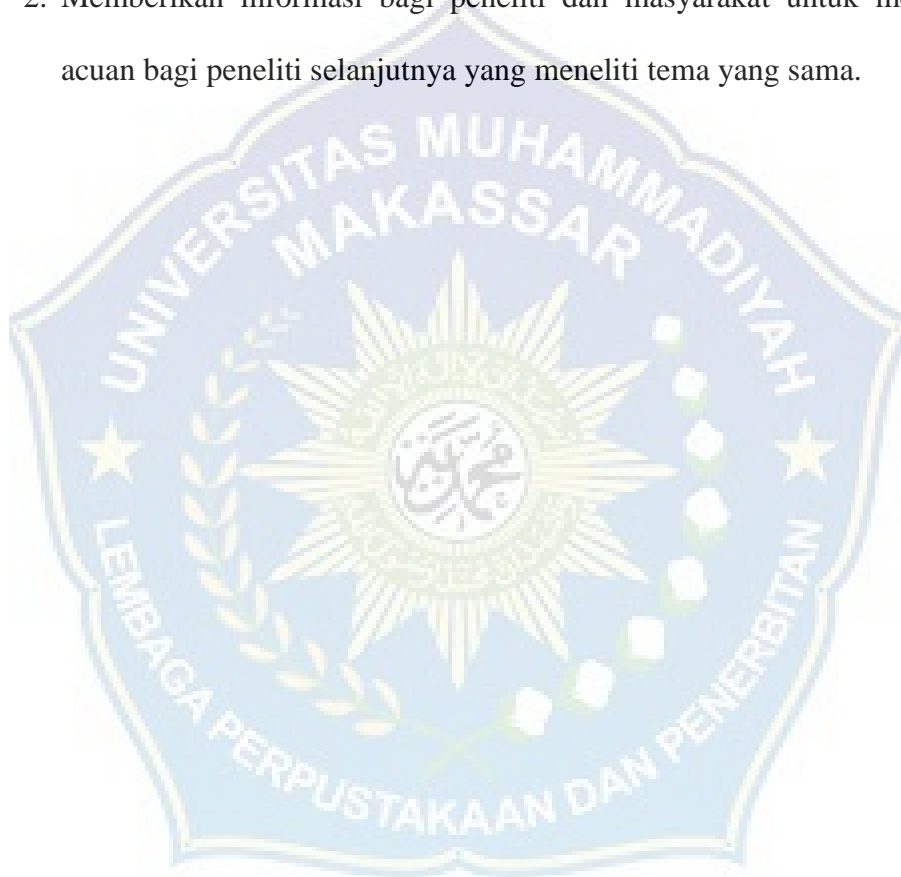 2. Memberikan informasi bagi peneliti dan masyarakat untuk
acuan bagi peneliti selanjutnya yang meneliti tema yang sama.
UNIVERSITAS MUHAMMADIYAH
MAKASSAR
LEMBAGA PERPUSTAKAAN DAN PENERBITAN